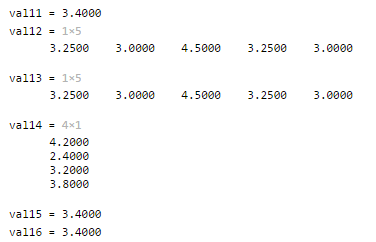 val11 = 3.4000
val12 = 1×5
3.2500 3.0000 4.5000 3.2500 3.0000
val13 = 1×5
3.2500 3.0000 4.5000 3.2500 3.0000
val14 = 4×1
4.2000
2.4000
3.2000
3.8000
val15 = 3.4000
val16 = 3.4000